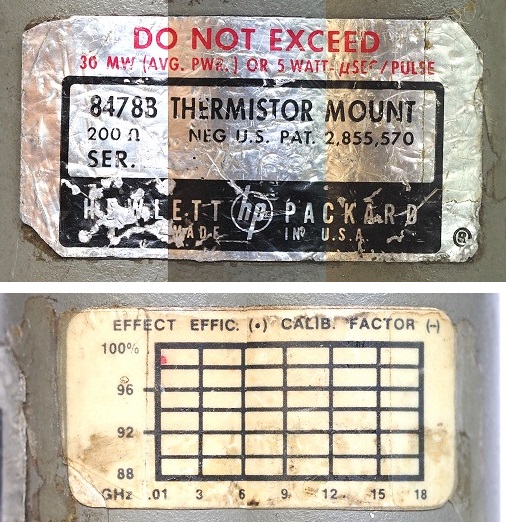 DO NOT EXCEED
30 MW (AVG. PWR.) OR 5 WATT µSEC/PULSE
8478B THERMISTOR MOUNT
200 Ω NEG U.S. PAT. 2,855,570
SER.
HEWLETT hp PACKARD
MADE IN U.S.A.
EFFECT EFFIC. (•) CALIB. FACTOR (–)
100%
96
92
88
GHz .01 3 6 9 12 15 18